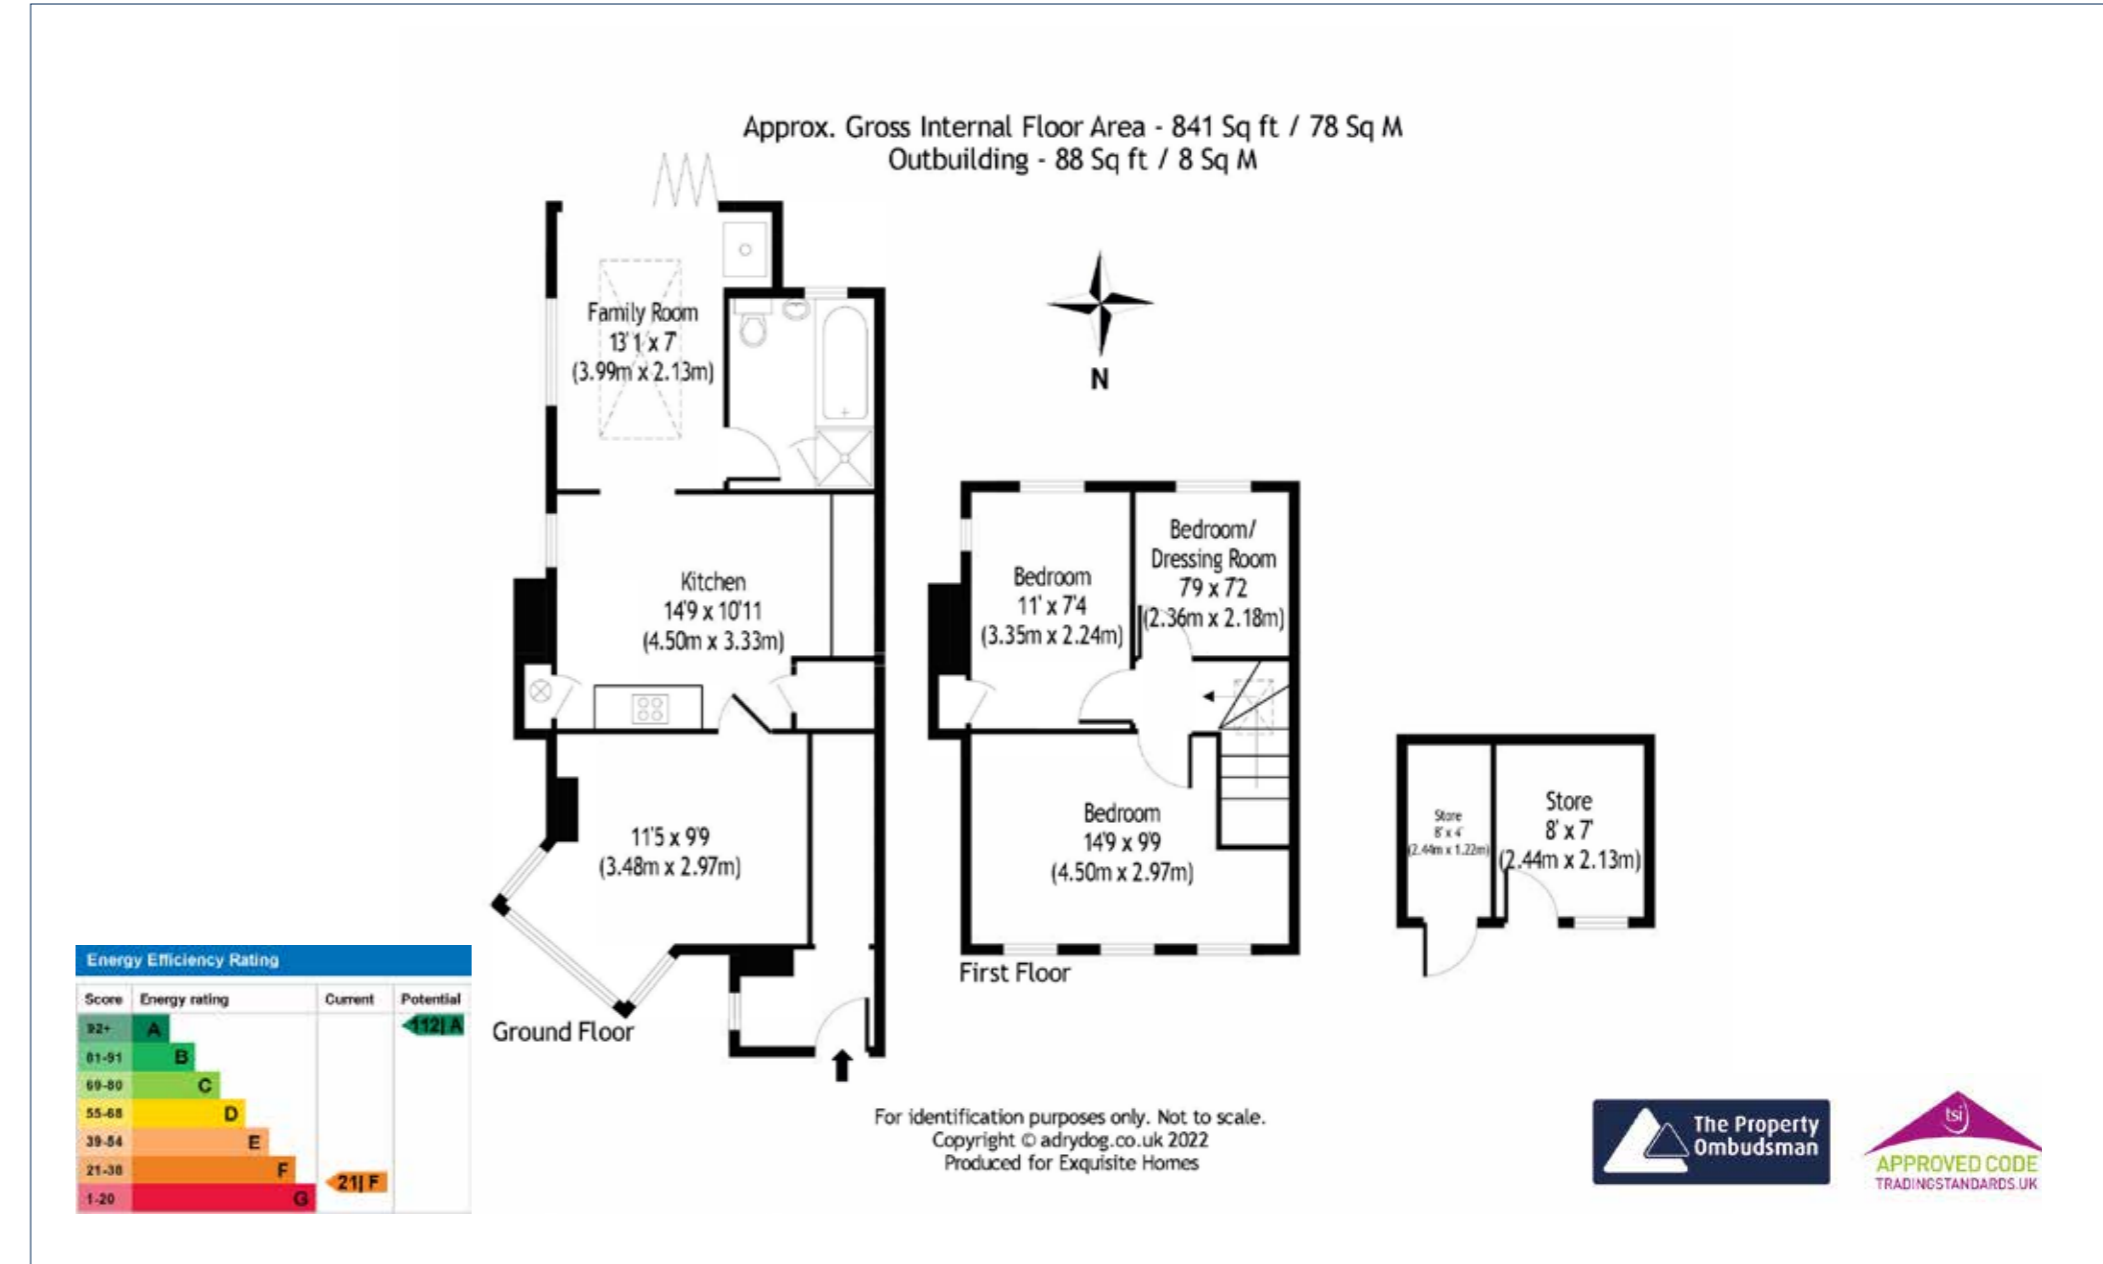 Approx. Gross Internal Floor Area - 841 Sq ft / 78 Sq M
Outbuilding - 88 Sq ft / 8 Sq M
Family Room
13'1 x 7'
(3.99m x 2.13m)
N
Kitchen
14'9 x 10'11
(4.50m x 3.33m)
11'5 x 9'9
(3.48m x 2.97m)
Ground Floor
Bedroom
11' x 7'4
(3.35m x 2.24m)
Bedroom/
Dressing Room
7'9 x 7'2
(2.36m x 2.18m)
Bedroom
14'9 x 9'9
(4.50m x 2.97m)
First Floor
Store
8' x 4'
(2.44m x 1.22m)
Store
8' x 7'
(2.44m x 2.13m)
Energy Efficiency Rating
Score Energy rating Current Potential
92+ A 112| A
81-91 B
69-80 C
55-68 D
39-54 E
21-38 F 21| F
1-20 G
For identification purposes only. Not to scale.
Copyright © adrydog.co.uk 2022
Produced for Exquisite Homes
The Property
Ombudsman
tsi
APPROVED CODE
TRADINGSTANDARDS.UK